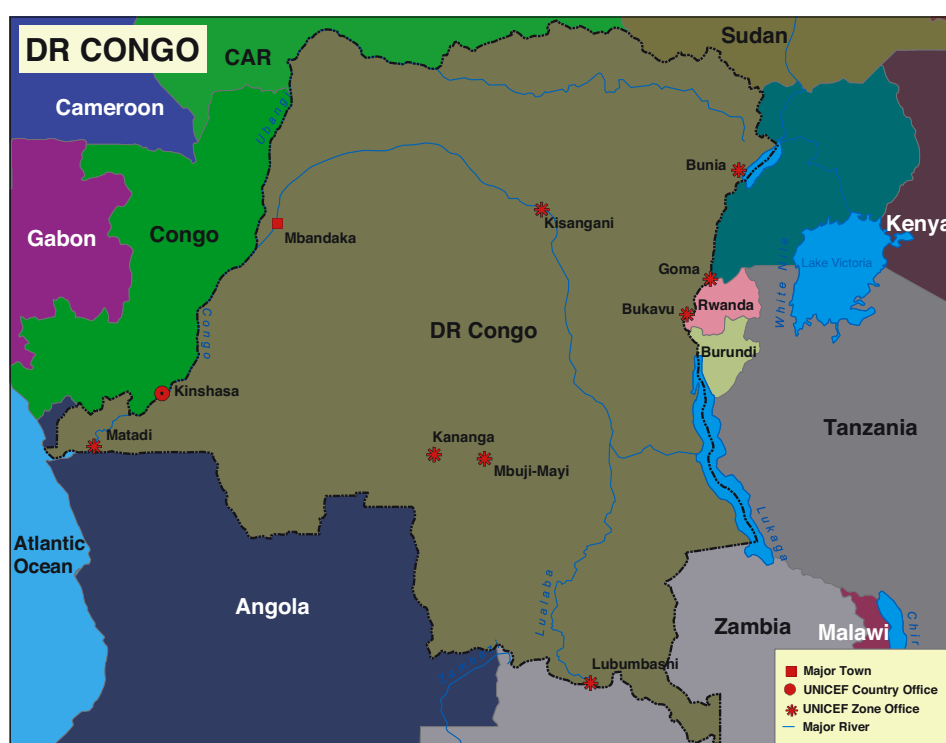 DR CONGO
Sudan
CAR
Cameroon
Ubangi
Bunia
Kenya
Gabon
Congo
Kisangani
Mbandaka
White Nile
Lake Victoria
Goma
Rwanda
Bukavu
Congo
DR Congo
Burundi
Kinshasa
Tanzania
Matadi
Kananga
Mbuji-Mayi
Lukaga
Atlantic
Ocean
Angola
Lualaba
Zambia
Malawi
Chir
Lubumbashi
Major Town
UNICEF Country Office
UNICEF Zone Office
Major River